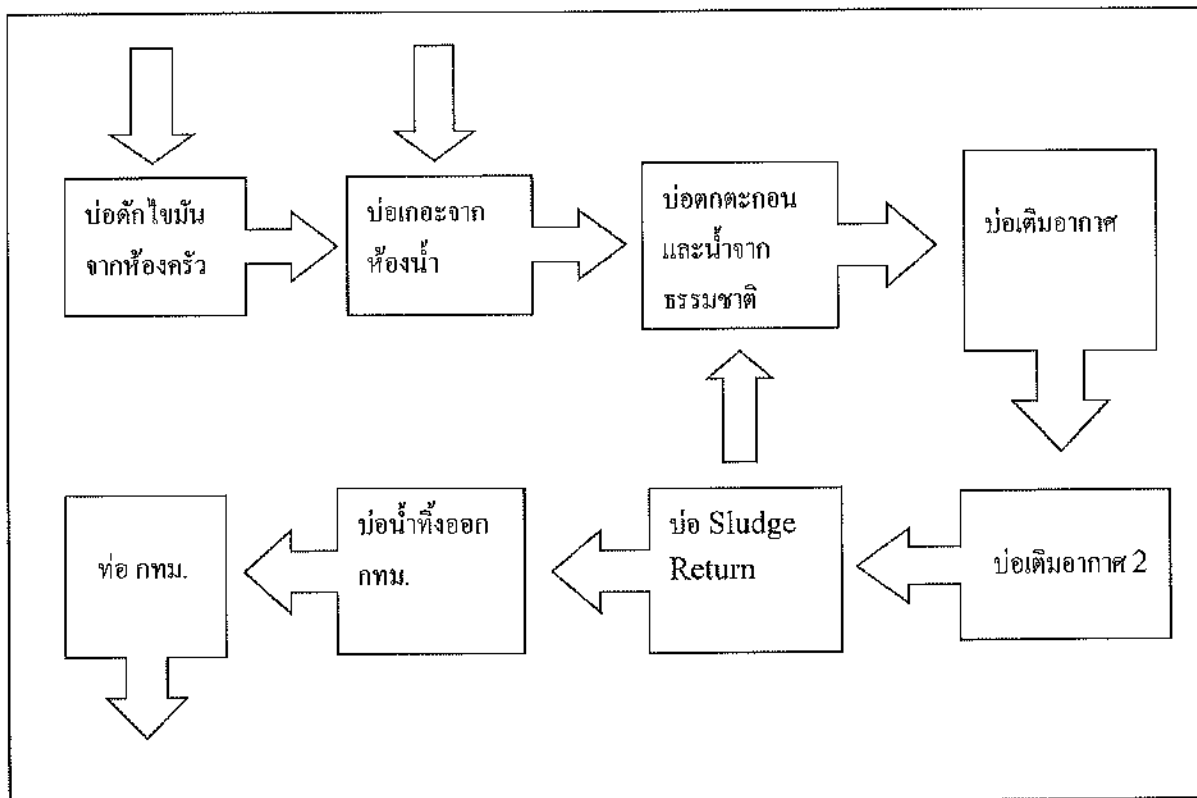 บ่อดักไขมัน
จากห้องครัว
บ่อเกอะจาก
ห้องน้ำ
บ่อตกตะกอน
และน้ำจาก
ธรรมชาติ
บ่อเติมอากาศ
บ่อเติมอากาศ 2
บ่อ Sludge
Return
บ่อน้ำทิ้งออก
กทม.
ท่อ กทม.